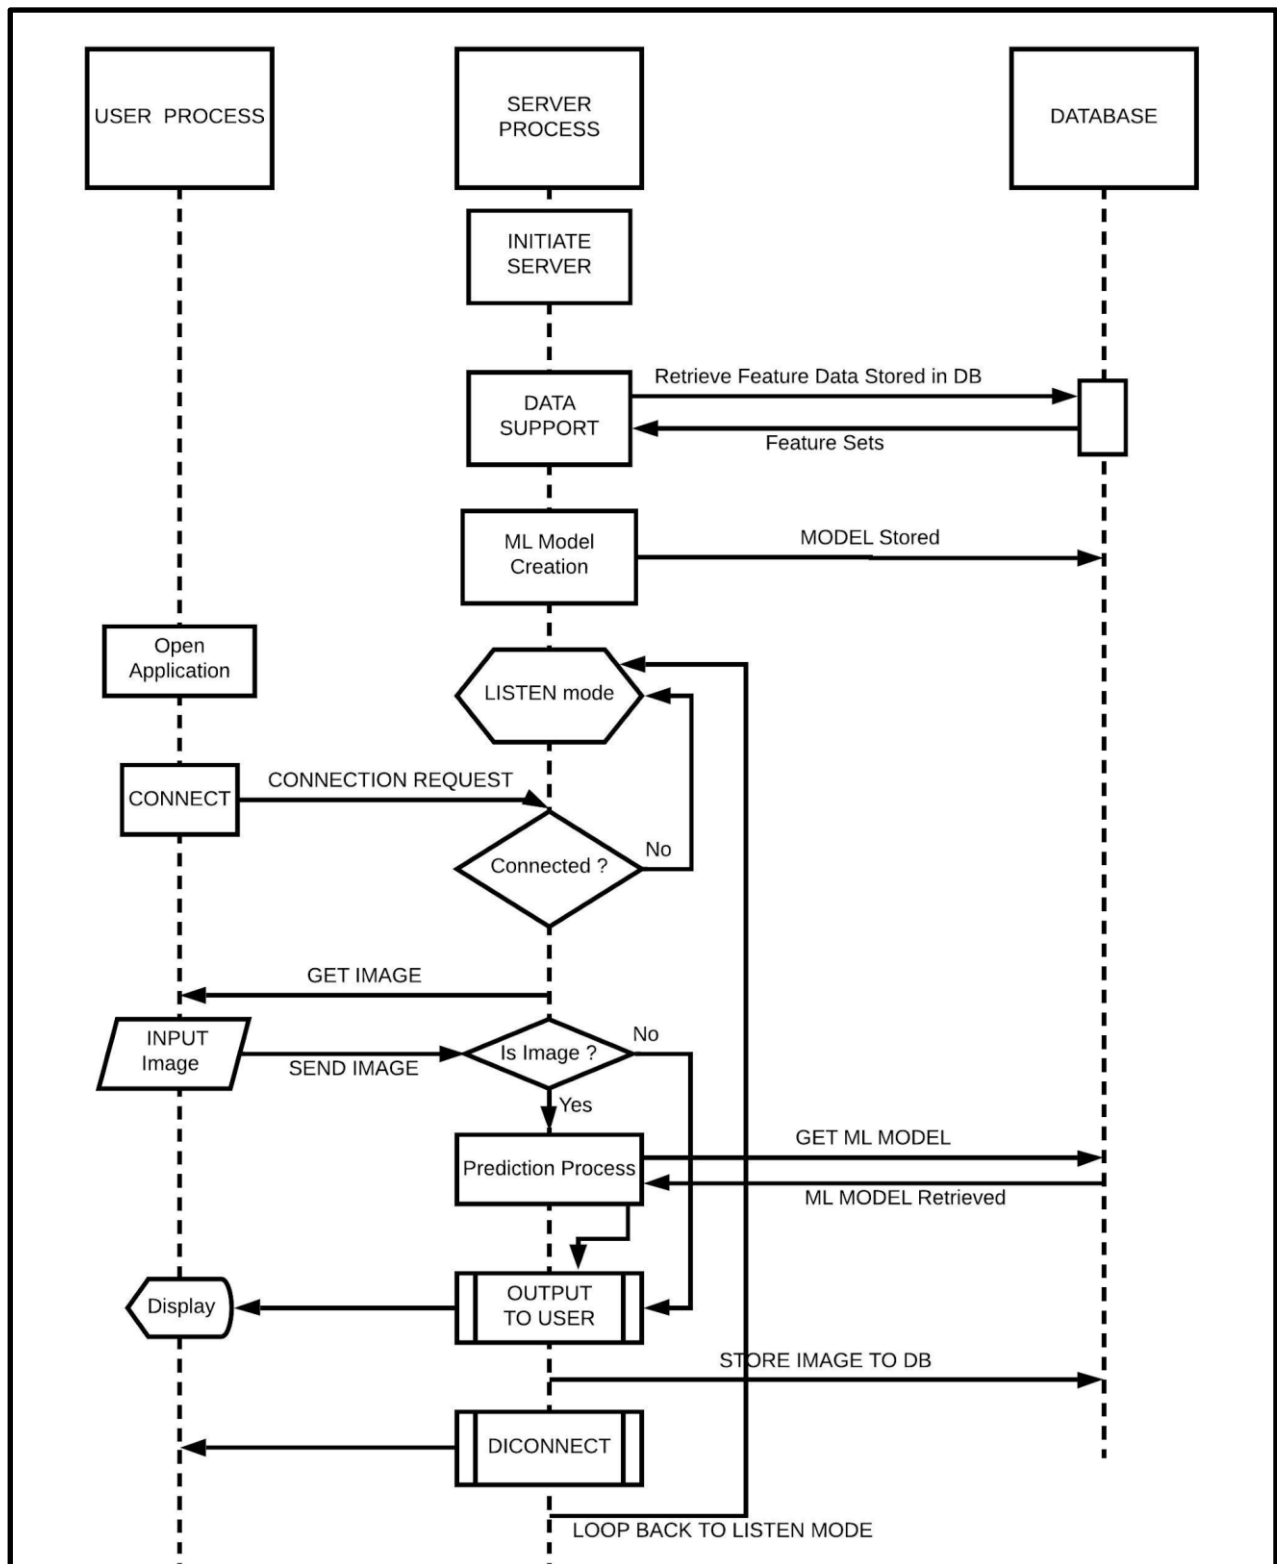 USER PROCESS
SERVER
PROCESS
DATABASE
INITIATE
SERVER
DATA
SUPPORT
Retrieve Feature Data Stored in DB
Feature Sets
ML Model
Creation
MODEL Stored
Open
Application
LISTEN mode
CONNECT
CONNECTION REQUEST
Connected ?
No
GET IMAGE
INPUT
Image
SEND IMAGE
Is Image ?
No
Yes
Prediction Process
GET ML MODEL
ML MODEL Retrieved
Display
OUTPUT
TO USER
STORE IMAGE TO DB
DICONNECT
LOOP BACK TO LISTEN MODE